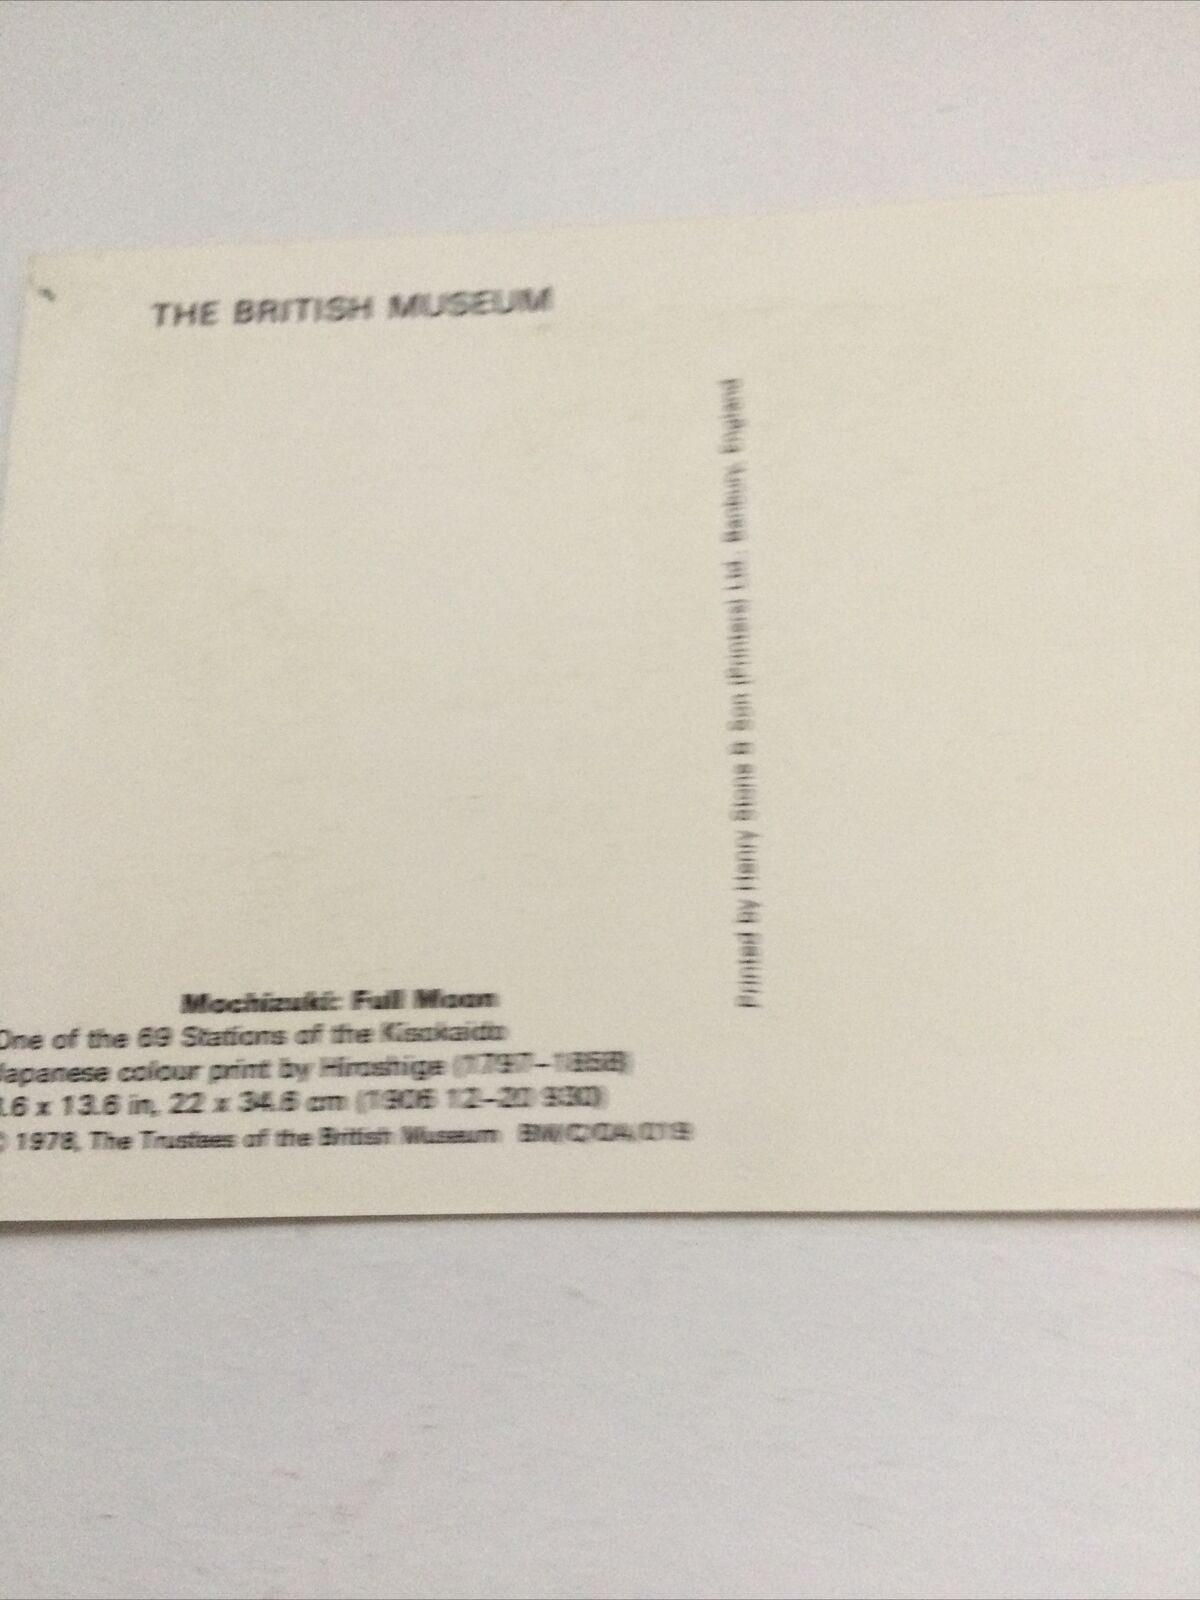 THE BRITISH MUSEUM
Printed by Henry Stone & Son (Printers) Ltd., Banbury, England
Mochizuki: Full Moon
One of the 69 Stations of the Kisokaido
Japanese colour print by Hiroshige (1797–1858)
.6 x 13.6 in, 22 x 34.6 cm (1906 12–20 930)
© 1978, The Trustees of the British Museum